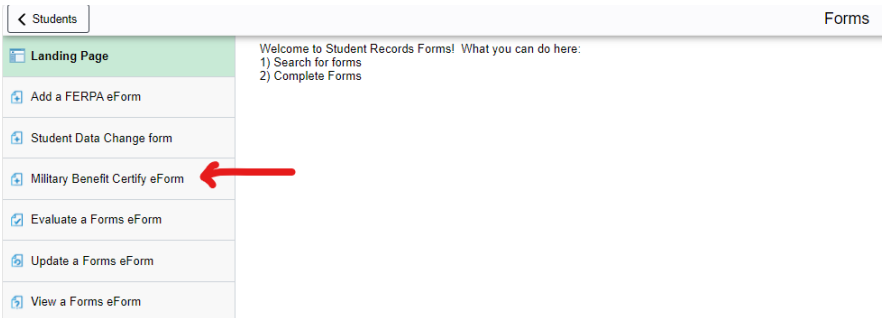 Students
Forms
Landing Page
Welcome to Student Records Forms! What you can do here:
1) Search for forms
2) Complete Forms
Add a FERPA eForm
Student Data Change form
Military Benefit Certify eForm
Evaluate a Forms eForm
Update a Forms eForm
View a Forms eForm